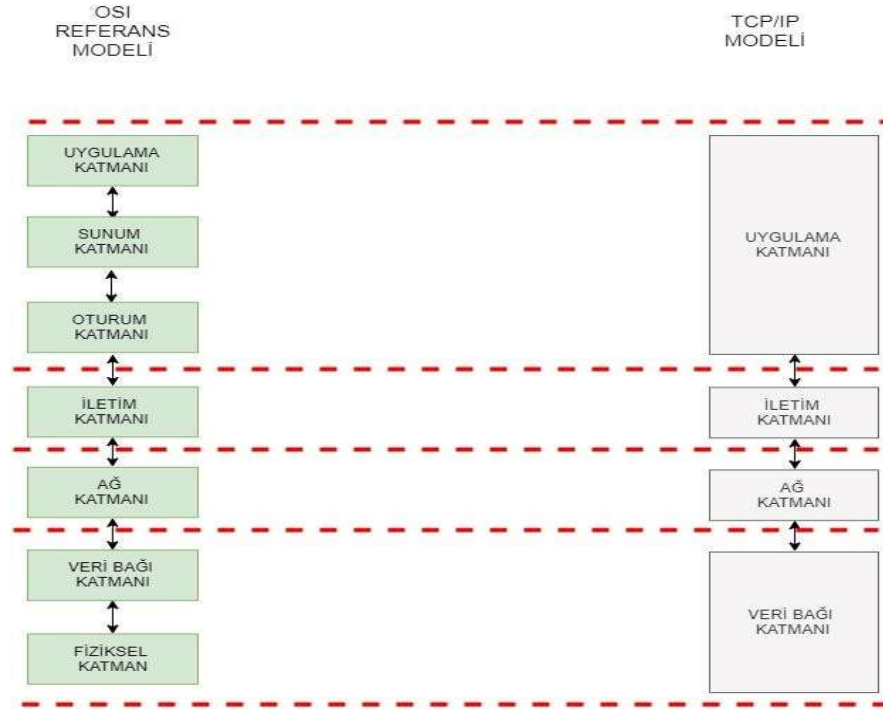 OSI
REFERANS
MODELİ
TCP/IP
MODELİ
UYGULAMA
KATMANI
SUNUM
KATMANI
OTURUM
KATMANI
İLETİM
KATMANI
AĞ
KATMANI
VERİ BAĞI
KATMANI
FİZİKSEL
KATMAN
UYGULAMA
KATMANI
İLETİM
KATMANI
AĞ
KATMANI
VERİ BAĞI
KATMANI